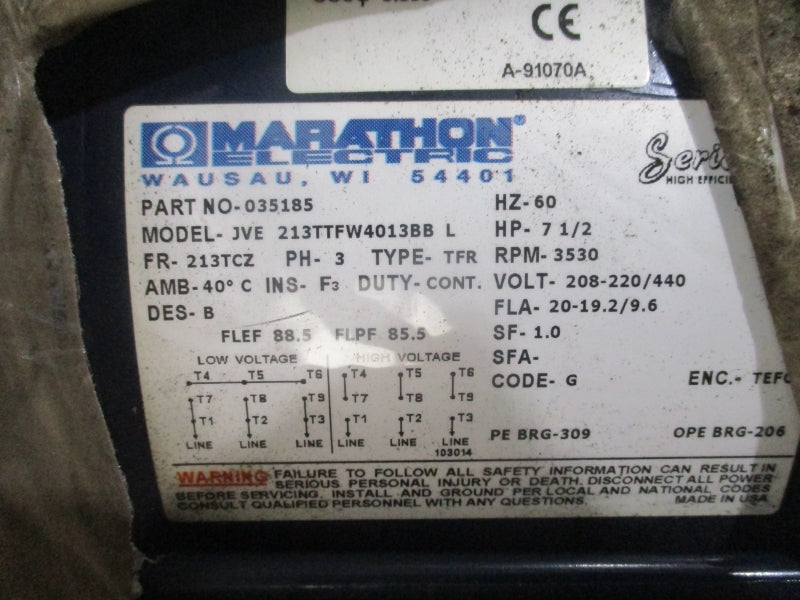 CE
A-91070A
MARATHON®
ELECTRIC
WAUSAU, WI 54401
HIGH
PART NO- 035185
MODEL- JVE 213TTFW4013BB L
FR- 213TCZ PH- 3 TYPE- TFR
AMB- 40° C INS- F3 DUTY- CONT.
DES- B
FLEF 88.5 FLPF 85.5
HZ- 60
HP- 7 1/2
RPM- 3530
VOLT- 208-220/440
FLA- 20-19.2/9.6
SF- 1.0
SFA-
CODE- G ENC.- TEFC
PE BRG-309 OPE BRG-206
LOW VOLTAGE HIGH VOLTAGE
T4 T5 T6 T4 T5 T6
T7 T8 T9 T7 T8 T9
T1 T2 T3 T1 T2 T3
LINE LINE LINE LINE LINE LINE
103014
WARNING FAILURE TO FOLLOW ALL SAFETY INFORMATION CAN RESULT IN
SERIOUS PERSONAL INJURY OR DEATH. DISCONNECT ALL POWER
BEFORE SERVICING. INSTALL AND GROUND PER LOCAL AND NATIONAL CODES
CONSULT QUALIFIED PERSONNEL WITH ANY QUESTIONS. MADE IN USA